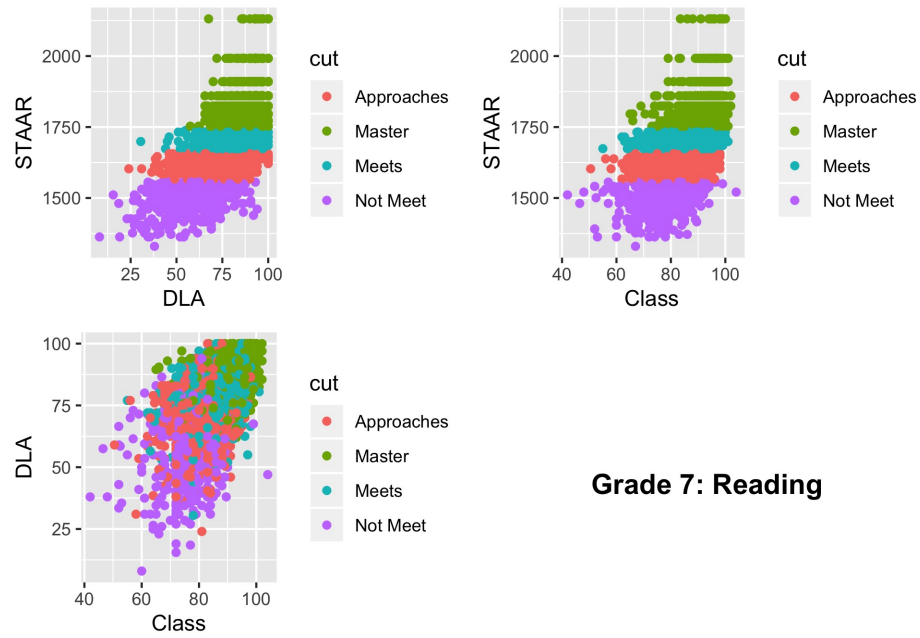 2000
1750
1500
STAAR
25
50
75
100
DLA
cut
Approaches
Master
Meets
Not Meet
2000
1750
1500
STAAR
40
60
80
100
Class
cut
Approaches
Master
Meets
Not Meet
100
75
50
25
DLA
40
60
80
100
Class
cut
Approaches
Master
Meets
Not Meet
Grade 7: Reading